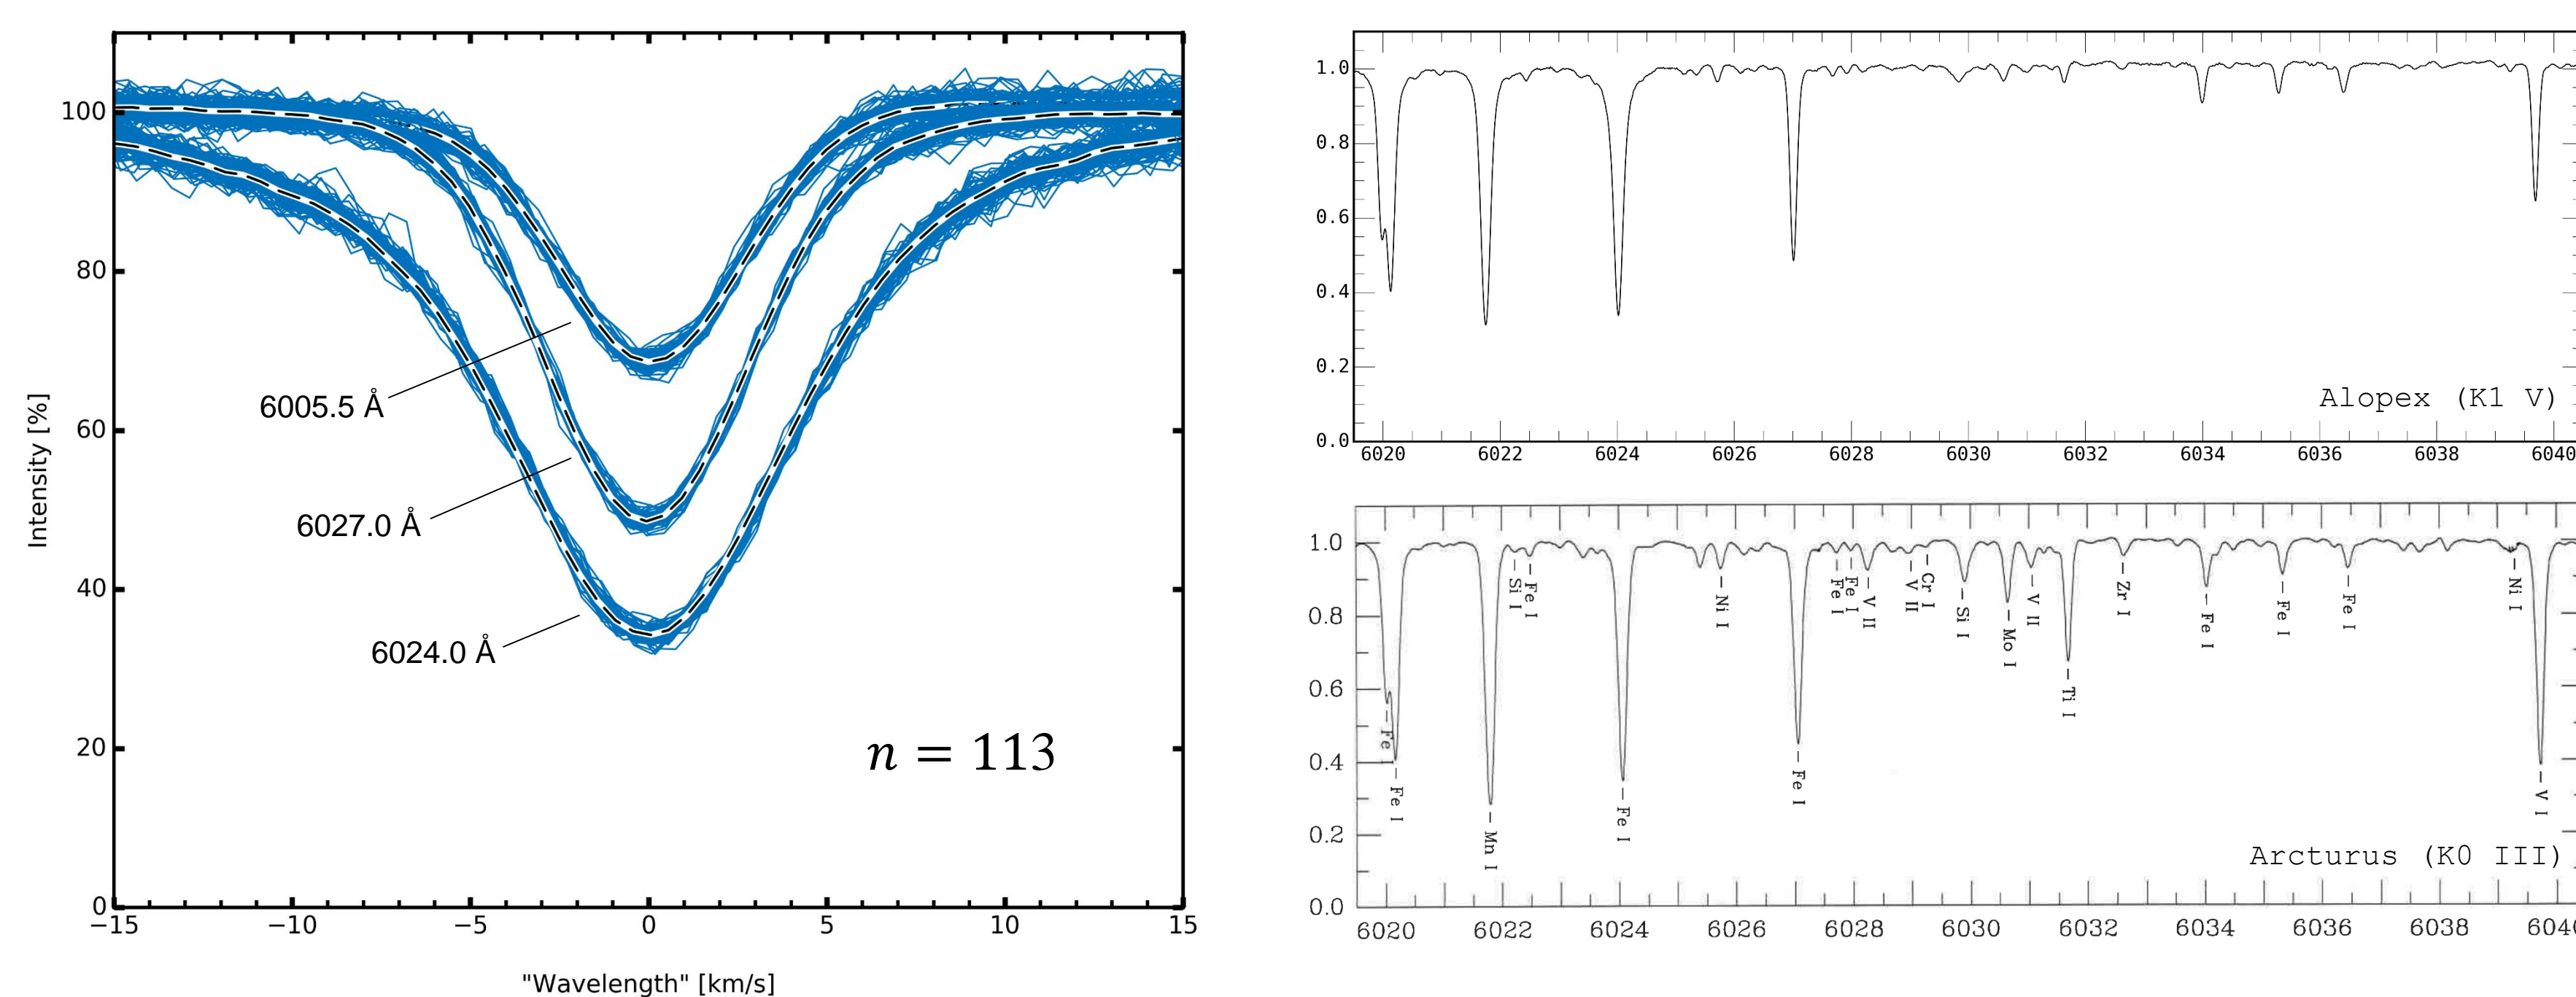 100
80
60
40
20
0
Intensity [%]
6005.5 Å
6027.0 Å
6024.0 Å
n = 113
−15 −10 −5 0 5 10 15
"Wavelength" [km/s]
1.0
0.8
0.6
0.4
0.2
0.0
Alopex (K1 V)
6020 6022 6024 6026 6028 6030 6032 6034 6036 6038 6040
1.0
0.8
0.6
0.4
0.2
0.0
Fe I
Fe I
Mn I
Si I
Fe I
Fe I
Ni I
Fe I
Fe I
Fe I
V II
V II
Cr I
Si I
Mo I
V II
Ti I
Zr I
Fe I
Fe I
Fe I
Ni I
V I
Arcturus (K0 III)
6020 6022 6024 6026 6028 6030 6032 6034 6036 6038